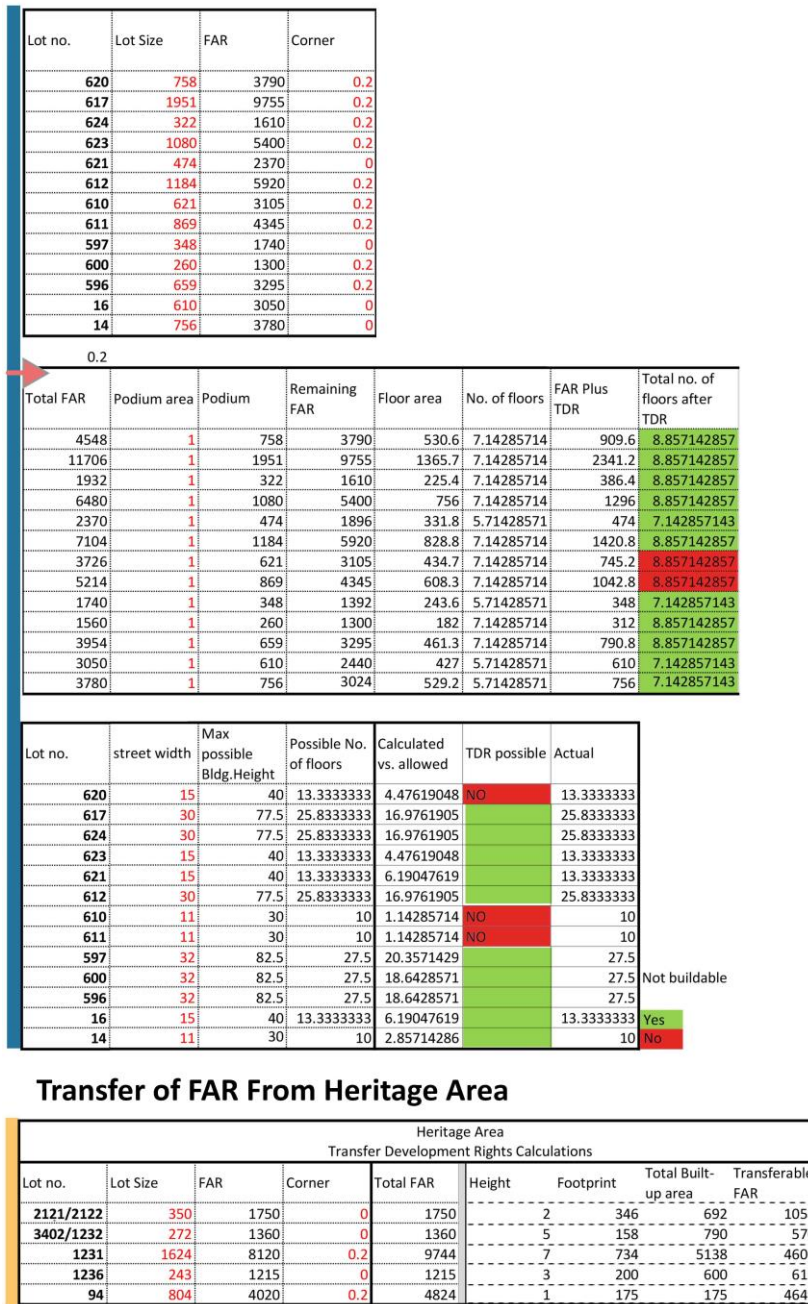 Lot no. Lot Size FAR Corner
620 758 3790 0.2
617 1951 9755 0.2
624 322 1610 0.2
623 1080 5400 0.2
621 474 2370 0
612 1184 5920 0.2
610 621 3105 0.2
611 869 4345 0.2
597 348 1740 0
600 260 1300 0.2
596 659 3295 0.2
16 610 3050 0
14 756 3780 0
0.2
Total FAR Podium area Podium Remaining FAR Floor area No. of floors FAR Plus TDR Total no. of floors after TDR
4548 1 758 3790 530.6 7.14285714 909.6 8.857142857
11706 1 1951 9755 1365.7 7.14285714 2341.2 8.857142857
1932 1 322 1610 225.4 7.14285714 386.4 8.857142857
6480 1 1080 5400 756 7.14285714 1296 8.857142857
2370 1 474 1896 331.8 5.71428571 474 7.142857143
7104 1 1184 5920 828.8 7.14285714 1420.8 8.857142857
3726 1 621 3105 434.7 7.14285714 745.2 8.857142857
5214 1 869 4345 608.3 7.14285714 1042.8 8.857142857
1740 1 348 1392 243.6 5.71428571 348 7.142857143
1560 1 260 1300 182 7.14285714 312 8.857142857
3954 1 659 3295 461.3 7.14285714 790.8 8.857142857
3050 1 610 2440 427 5.71428571 610 7.142857143
3780 1 756 3024 529.2 5.71428571 756 7.142857143
Lot no. street width Max possible Bldg.Height Possible No. of floors Calculated vs. allowed TDR possible Actual
620 15 40 13.3333333 4.47619048 NO 13.3333333
617 30 77.5 25.8333333 16.9761905 25.8333333
624 30 77.5 25.8333333 16.9761905 25.8333333
623 15 40 13.3333333 4.47619048 13.3333333
621 15 40 13.3333333 6.19047619 13.3333333
612 30 77.5 25.8333333 16.9761905 25.8333333
610 11 30 10 1.14285714 NO 10
611 11 30 10 1.14285714 NO 10
597 32 82.5 27.5 20.3571429 27.5
600 32 82.5 27.5 18.6428571 27.5 Not buildable
596 32 82.5 27.5 18.6428571 27.5
16 15 40 13.3333333 6.19047619 13.3333333 Yes
14 11 30 10 2.85714286 10 No
Transfer of FAR From Heritage Area
Heritage Area
Transfer Development Rights Calculations
Lot no. Lot Size FAR Corner Total FAR Height Footprint Total Built-up area Transferable FAR
2121/2122 350 1750 0 1750 2 346 692 105
3402/1232 272 1360 0 1360 5 158 790 57
1231 1624 8120 0.2 9744 7 734 5138 460
1236 243 1215 0 1215 3 200 600 61
94 804 4020 0.2 4824 1 175 175 464